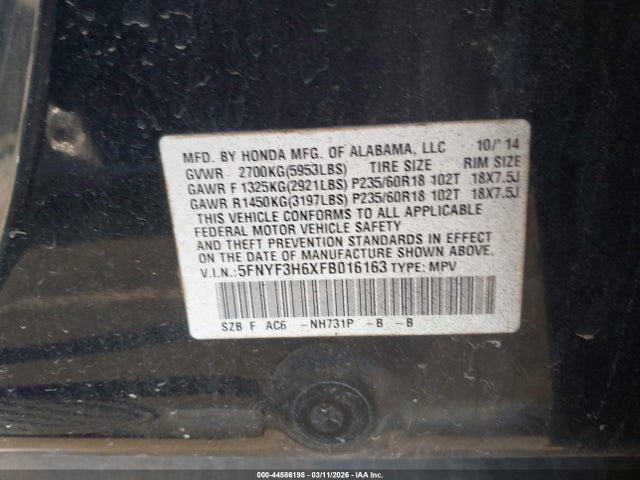 MFD. BY HONDA MFG. OF ALABAMA, LLC 10/'14
GVWR 2700KG(5953LBS) TIRE SIZE RIM SIZE
GAWR F 1325KG(2921LBS) P235/60R18 102T 18X7.5J
GAWR R1450KG(3197LBS) P235/60R18 102T 18X7.5J
THIS VEHICLE CONFORMS TO ALL APPLICABLE
FEDERAL MOTOR VEHICLE SAFETY
AND THEFT PREVENTION STANDARDS IN EFFECT
ON THE DATE OF MANUFACTURE SHOWN ABOVE.
V.I.N.:5FNYF3H6XFB016163 TYPE: MPV
SZB F AC6 -NH731P -B -B
000-44586198 - 03/11/2026 - IAA Inc.